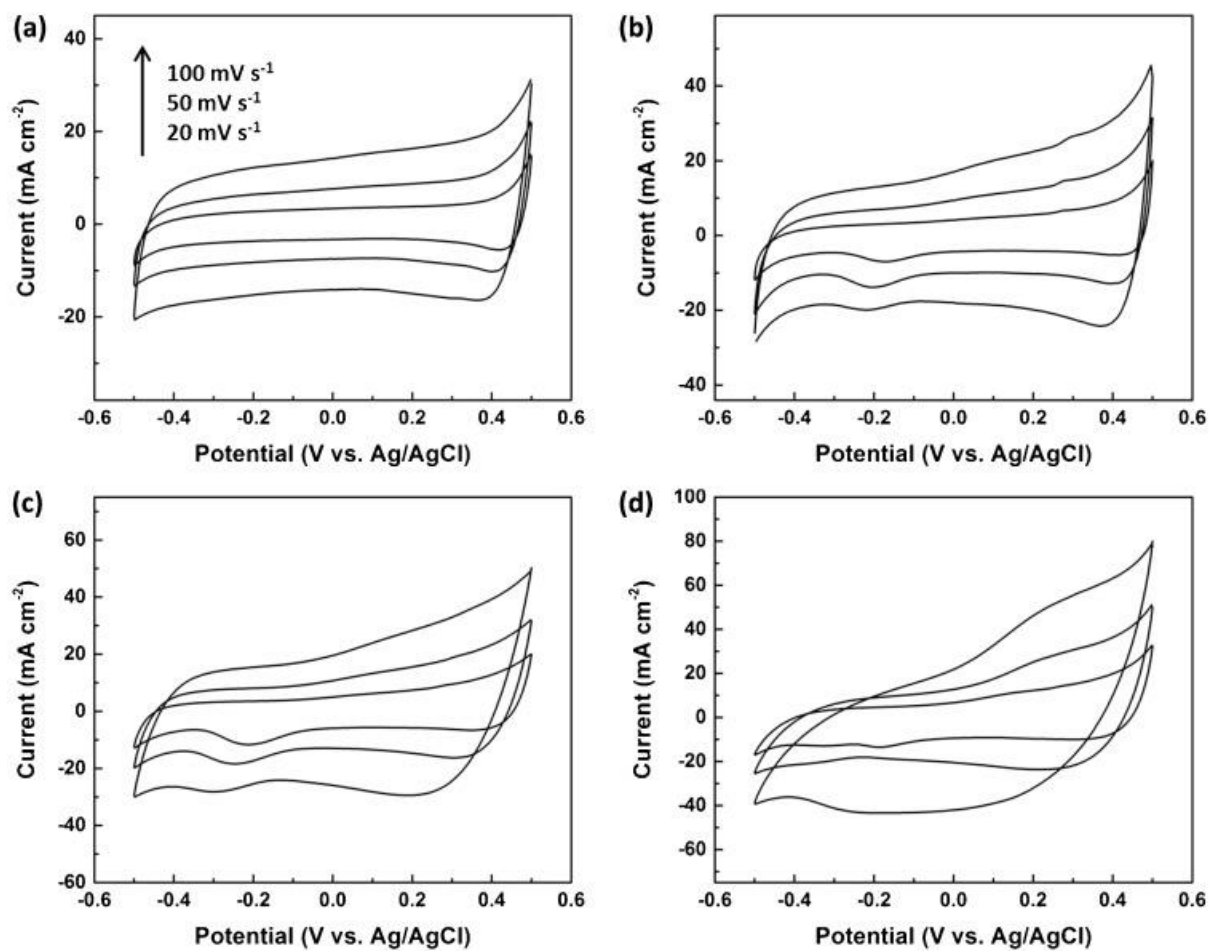 (a)
40
20
0
-20
Current (mA cm⁻²)
100 mV s⁻¹
50 mV s⁻¹
20 mV s⁻¹
-0.6 -0.4 -0.2 0.0 0.2 0.4 0.6
Potential (V vs. Ag/AgCl)
(b)
40
20
0
-20
-40
Current (mA cm⁻²)
-0.6 -0.4 -0.2 0.0 0.2 0.4 0.6
Potential (V vs. Ag/AgCl)
(c)
60
40
20
0
-20
-40
-60
Current (mA cm⁻²)
-0.6 -0.4 -0.2 0.0 0.2 0.4 0.6
Potential (V vs. Ag/AgCl)
(d)
100
80
60
40
20
0
-20
-40
-60
Current (mA cm⁻²)
-0.6 -0.4 -0.2 0.0 0.2 0.4 0.6
Potential (V vs. Ag/AgCl)